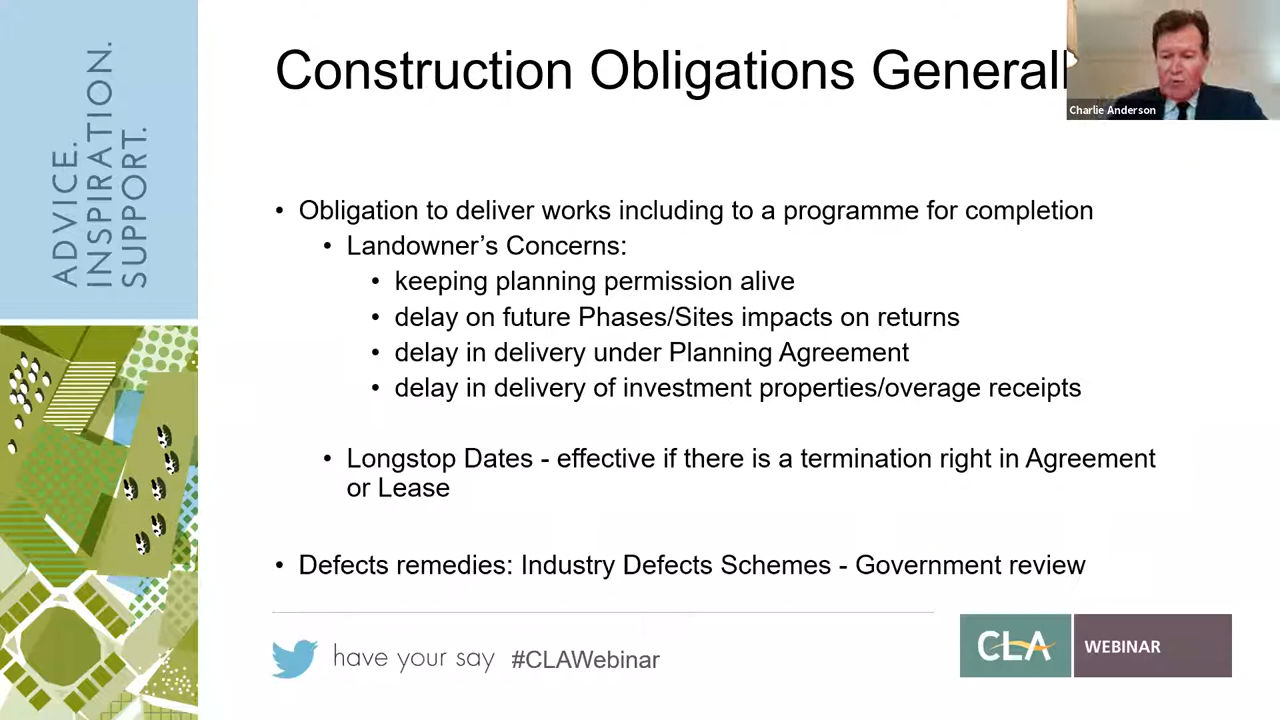 ADVICE.
INSPIRATION.
SUPPORT.
Construction Obligations Generall
Charlie Anderson
• Obligation to deliver works including to a programme for completion
• Landowner’s Concerns:
• keeping planning permission alive
• delay on future Phases/Sites impacts on returns
• delay in delivery under Planning Agreement
• delay in delivery of investment properties/overage receipts
• Longstop Dates - effective if there is a termination right in Agreement
or Lease
• Defects remedies: Industry Defects Schemes - Government review
have your say #CLAWebinar
CLA WEBINAR